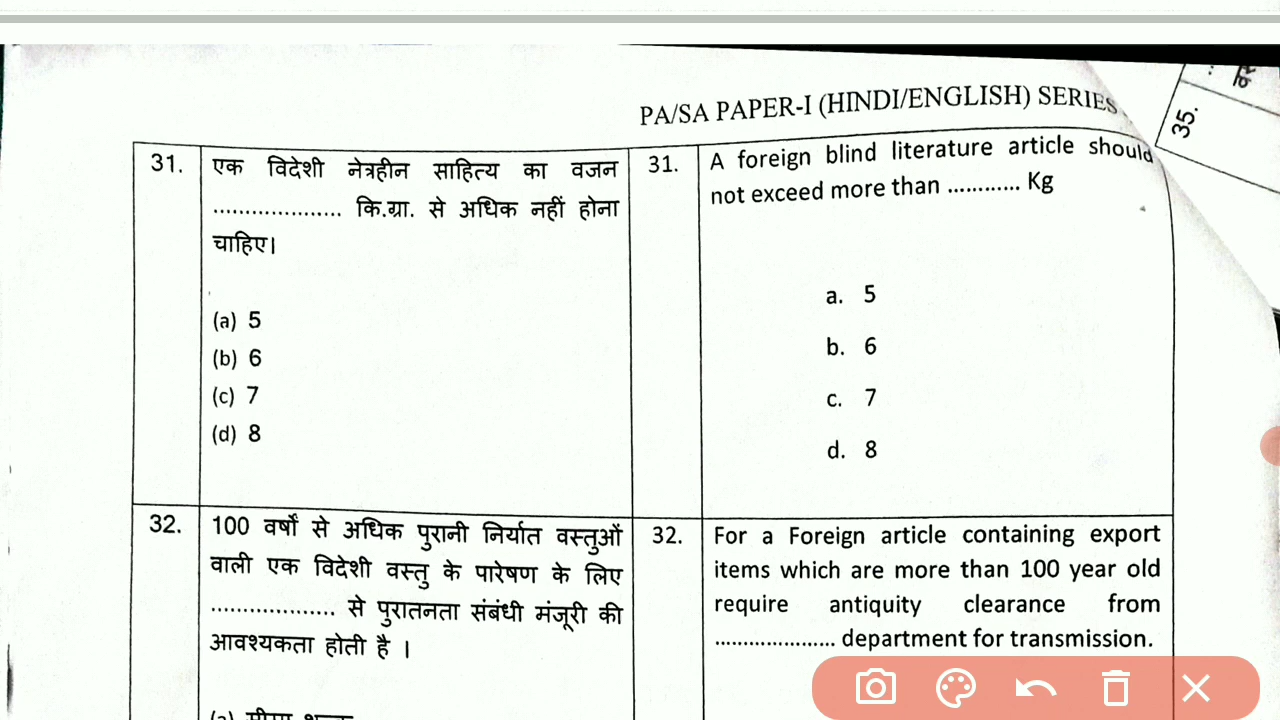 PA/SA PAPER-I (HINDI/ENGLISH) SERIES
35.
31.
एक विदेशी नेत्रहीन साहित्य का वजन
.................... कि.ग्रा. से अधिक नहीं होना
चाहिए।
(a) 5
(b) 6
(c) 7
(d) 8
31.
A foreign blind literature article should
not exceed more than ............ Kg
a. 5
b. 6
c. 7
d. 8
32.
100 वर्षों से अधिक पुरानी निर्यात वस्तुओं
वाली एक विदेशी वस्तु के पारेषण के लिए
................... से पुरातनता संबंधी मंजूरी की
आवश्यकता होती है ।
32.
For a Foreign article containing export
items which are more than 100 year old
require antiquity clearance from
..................... department for transmission.